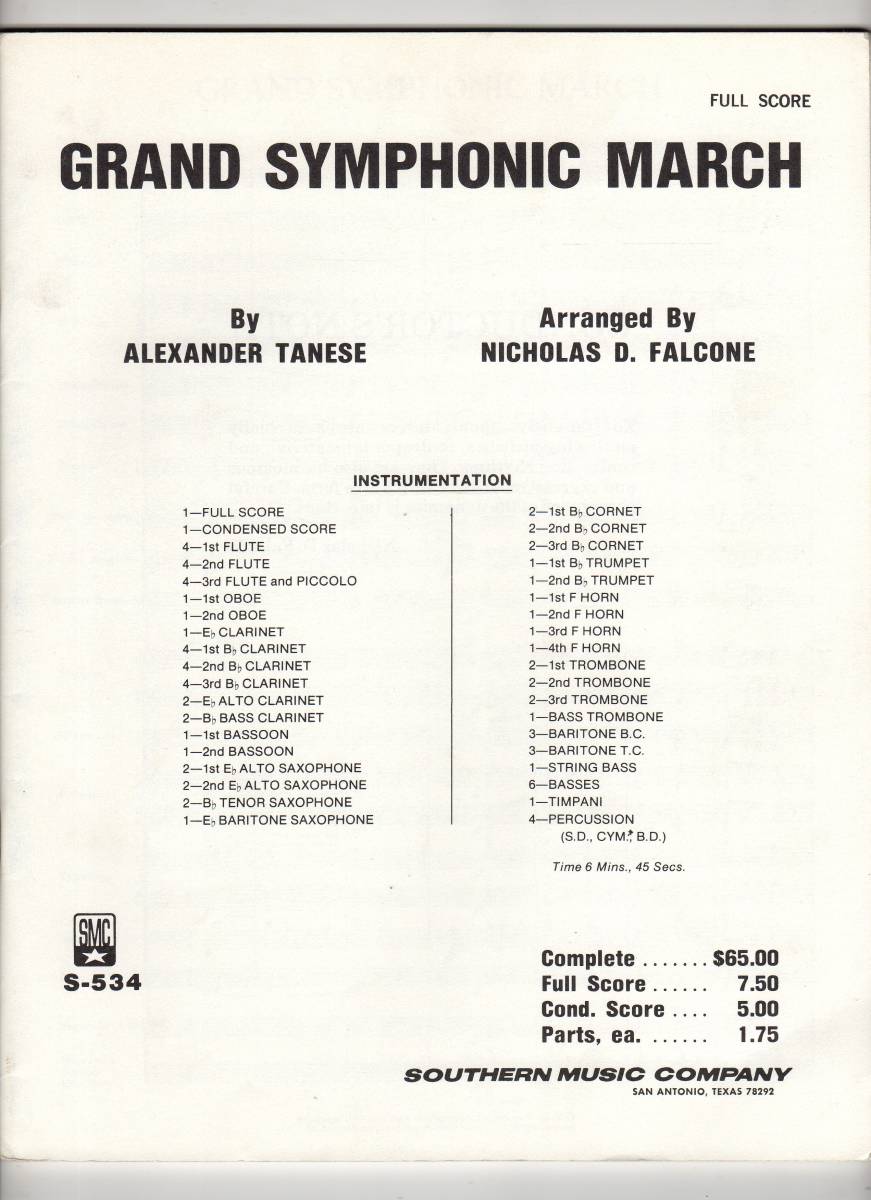 FULL SCORE
GRAND SYMPHONIC MARCH
By
ALEXANDER TANESE
Arranged By
NICHOLAS D. FALCONE
INSTRUMENTATION
1—FULL SCORE
1—CONDENSED SCORE
4—1st FLUTE
4—2nd FLUTE
4—3rd FLUTE and PICCOLO
1—1st OBOE
1—2nd OBOE
1—E♭ CLARINET
4—1st B♭ CLARINET
4—2nd B♭ CLARINET
4—3rd B♭ CLARINET
2—E♭ ALTO CLARINET
2—B♭ BASS CLARINET
1—1st BASSOON
1—2nd BASSOON
2—1st E♭ ALTO SAXOPHONE
2—2nd E♭ ALTO SAXOPHONE
2—B♭ TENOR SAXOPHONE
1—E♭ BARITONE SAXOPHONE
2—1st B♭ CORNET
2—2nd B♭ CORNET
2—3rd B♭ CORNET
1—1st B♭ TRUMPET
1—2nd B♭ TRUMPET
1—1st F HORN
1—2nd F HORN
1—3rd F HORN
1—4th F HORN
2—1st TROMBONE
2—2nd TROMBONE
2—3rd TROMBONE
1—BASS TROMBONE
3—BARITONE B.C.
3—BARITONE T.C.
1—STRING BASS
6—BASSES
1—TIMPANI
4—PERCUSSION
(S.D., CYM., B.D.)
Time 6 Mins., 45 Secs.
SMC
S-534
Complete ....... $65.00
Full Score ...... 7.50
Cond. Score .... 5.00
Parts, ea. ...... 1.75
SOUTHERN MUSIC COMPANY
SAN ANTONIO, TEXAS 78292